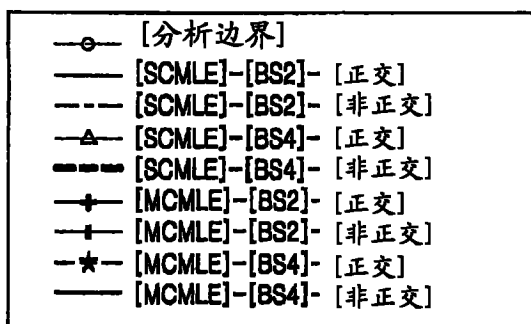 [分析边界]
[SCMLE]-[BS2]- [正交]
[SCMLE]-[BS2]- [非正交]
[SCMLE]-[BS4]- [正交]
[SCMLE]-[BS4]- [非正交]
[MCMLE]-[BS2]- [正交]
[MCMLE]-[BS2]- [非正交]
[MCMLE]-[BS4]- [正交]
[MCMLE]-[BS4]- [非正交]